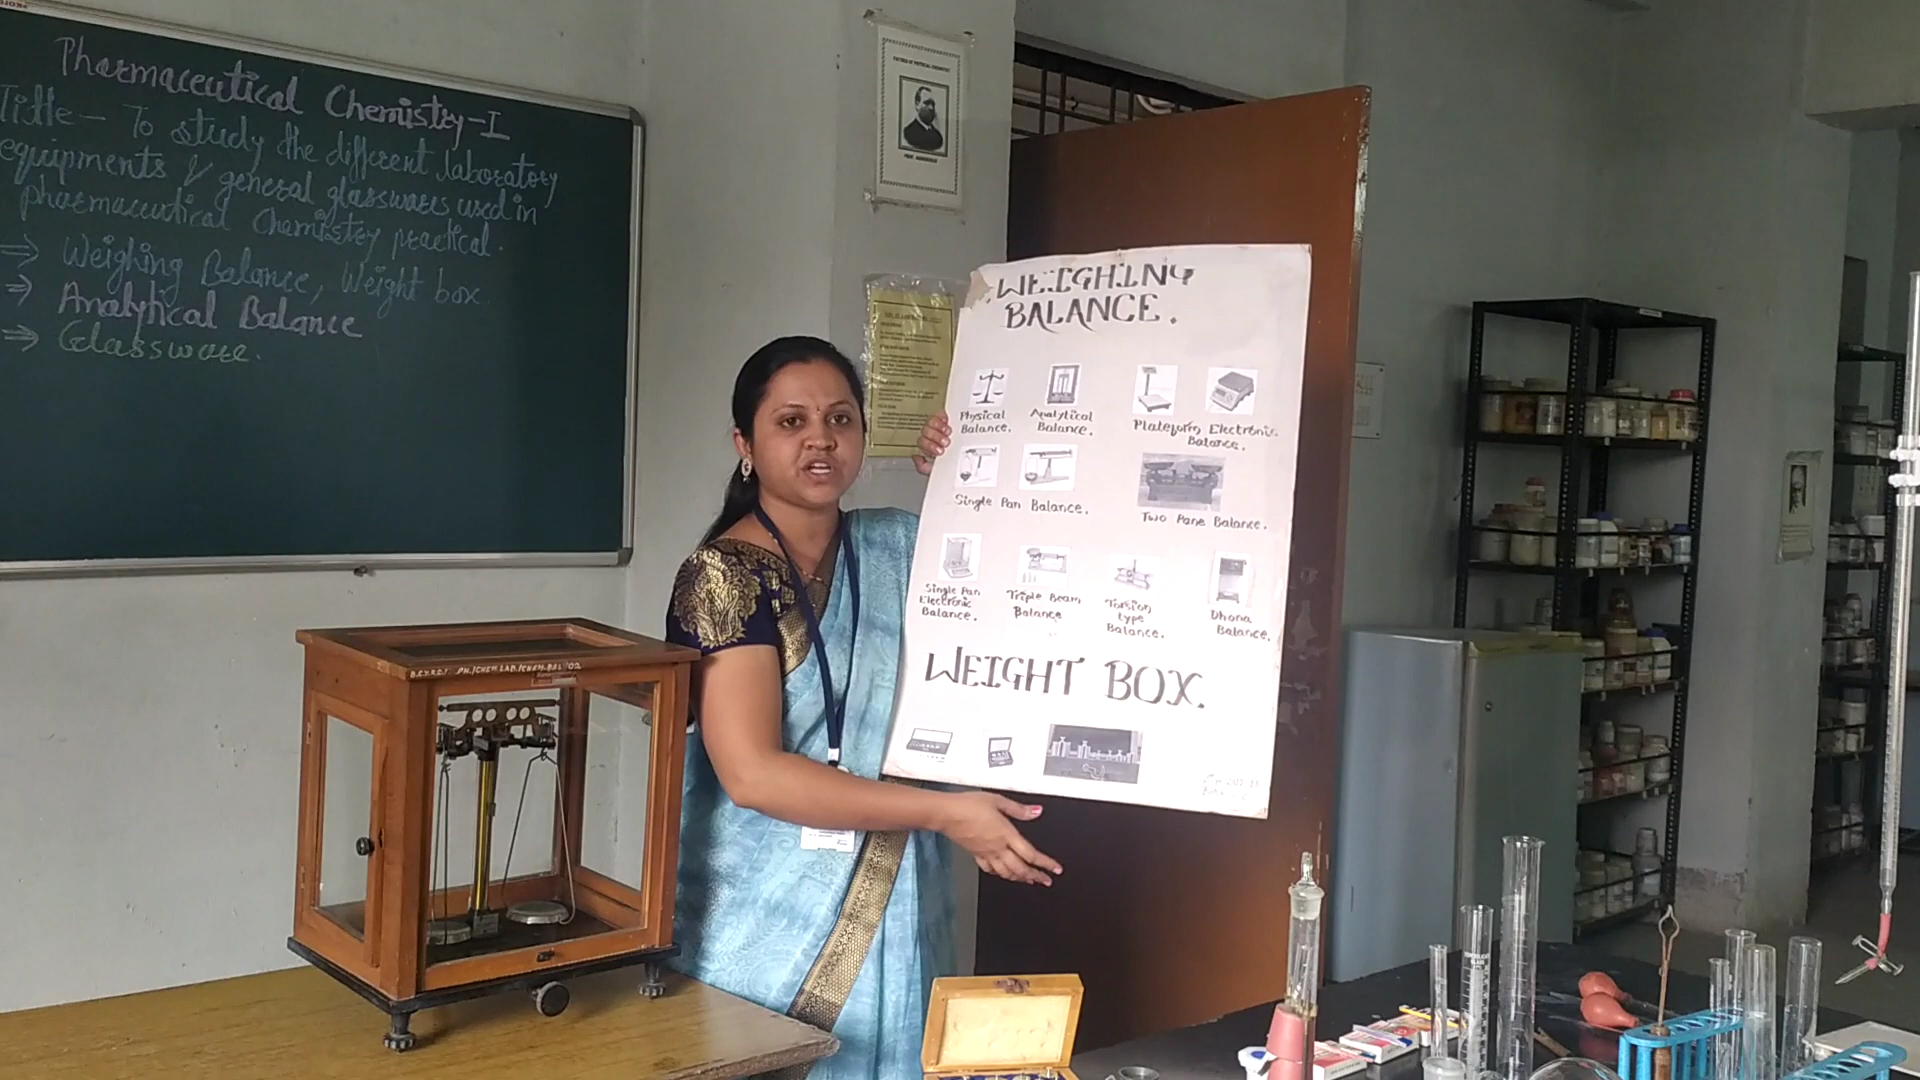 Pharmaceutical Chemistry-I
Title - To study the different laboratory
equipments & general glasswares used in
pharmaceutical Chemistry practical.
⇒ Weighing Balance, Weight box.
⇒ Analytical Balance
⇒ Glassware.
WEIGHING
BALANCE.
Physical
Balance.
Analytical
Balance.
Plateform Electronic
Balance.
Single Pan Balance.
Two Pane Balance.
Single Pan
Electronic
Balance.
Triple Beam
Balance
Torsion
type
Balance.
Dhona
Balance.
WEIGHT BOX.